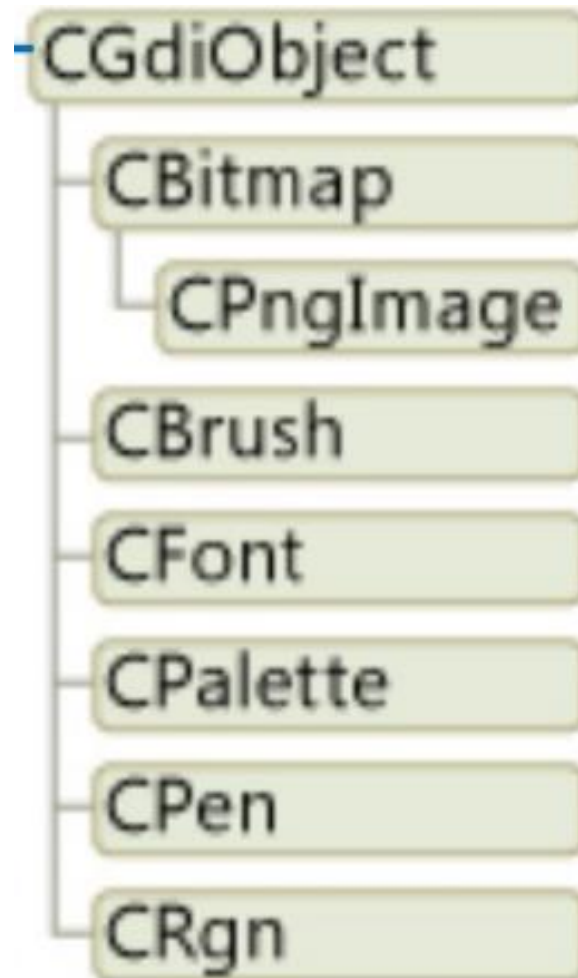 CGdiObject
CBitmap
CPngImage
CBrush
CFont
CPalette
CPen
CRgn